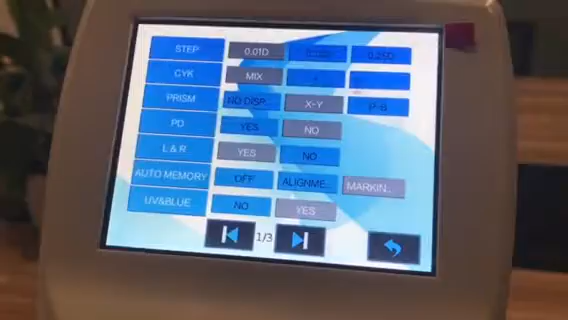 STEP 0.01D 0.25D
CYK MIX
PRISM NO DISP... X-Y P-B
PD YES NO
L & R YES NO
AUTO MEMORY OFF ALIGNME... MARKIN...
UV&BLUE NO YES
1/3